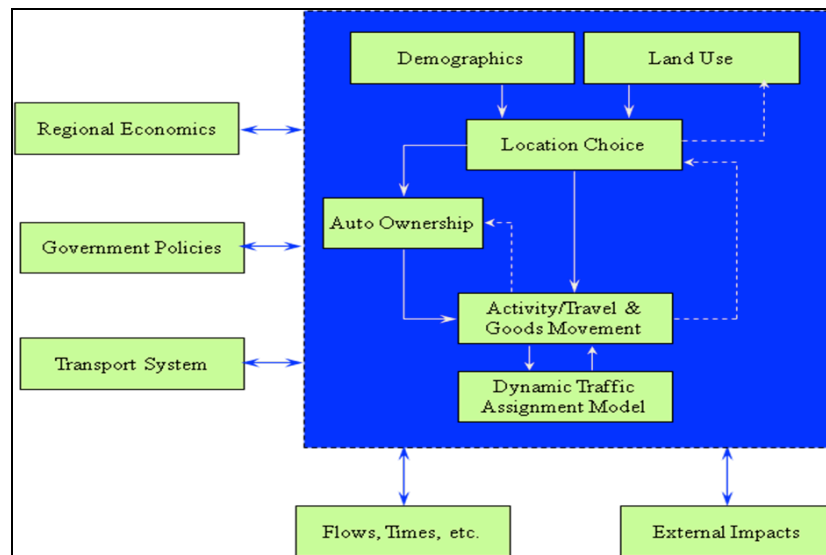 Demographics
Land Use
Regional Economics
Location Choice
Auto Ownership
Government Policies
Activity/Travel &
Goods Movement
Transport System
Dynamic Traffic
Assignment Model
Flows, Times, etc.
External Impacts